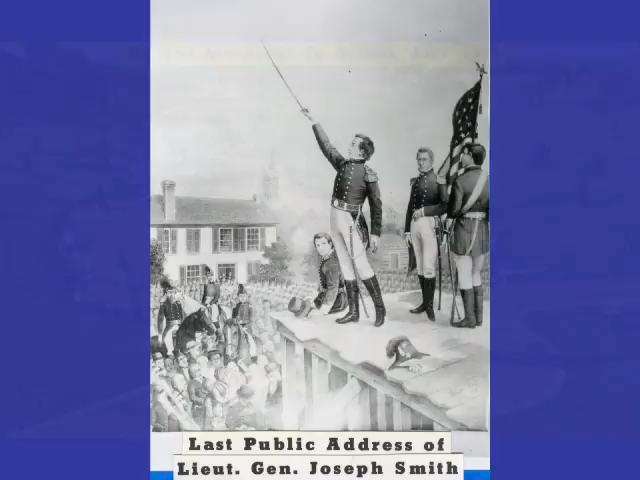 Last Public Address of
Lieut. Gen. Joseph Smith